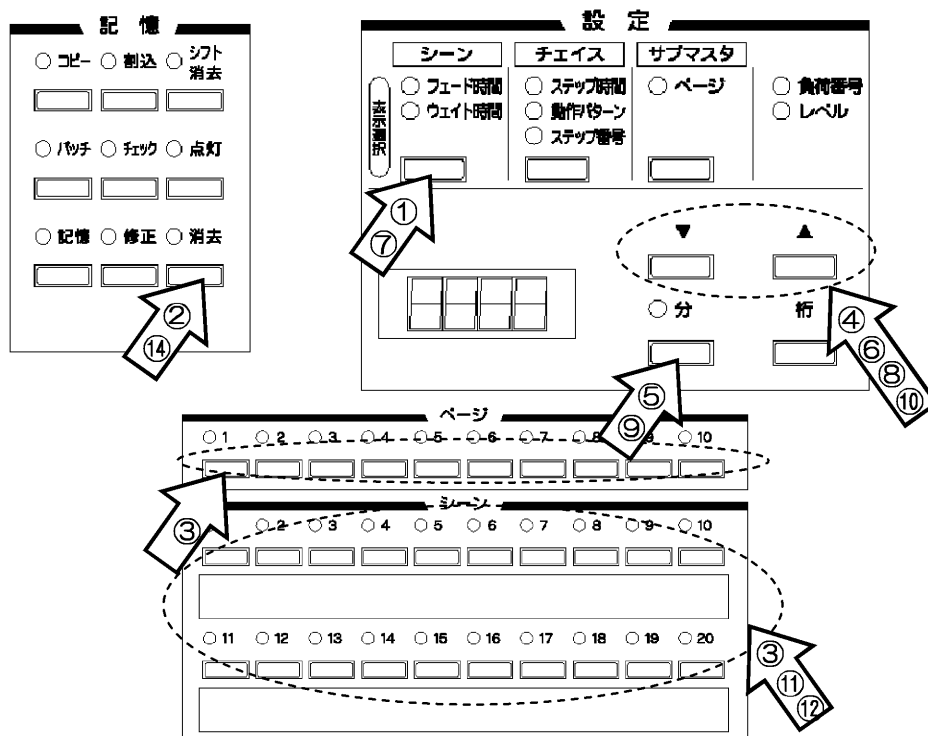 記 憶
コピー 割込 シフト消去
パッチ チェック 点灯
記憶 修正 消去
②
⑭
設 定
シーン チェイス サブマスタ
表示選択
フェード時間 ステップ時間 ページ 負荷番号
ウェイト時間 動作パターン レベル
ステップ番号
①
⑦
▼ ▲
分 桁
④
⑥
⑧
⑩
⑤
⑨
ページ
1 2 3 4 5 6 7 8 9 10
③
シーン
2 3 4 5 6 7 8 9 10
11 12 13 14 15 16 17 18 19 20
③
⑪
⑫